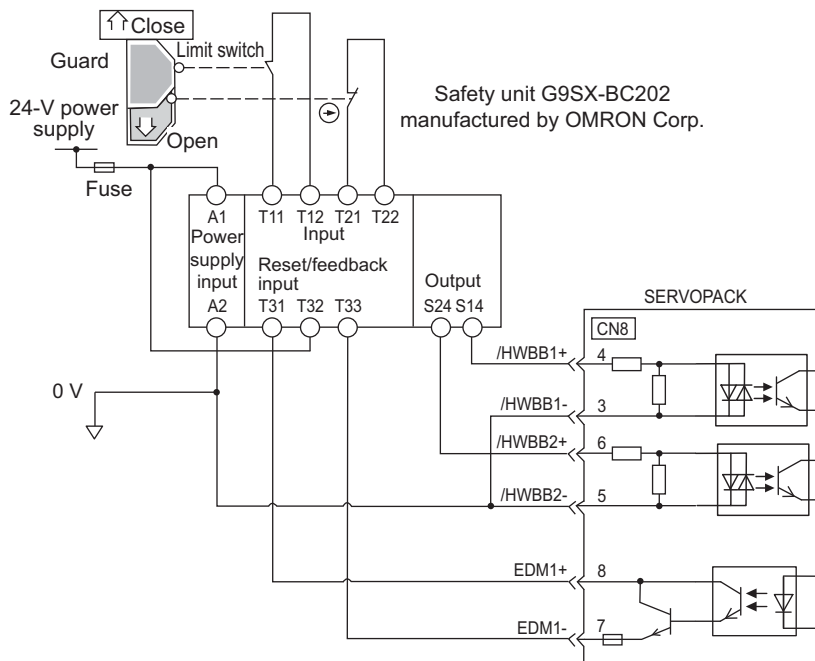 Close
Limit switch
Guard
24-V power
supply
Open
Fuse
Safety unit G9SX-BC202
manufactured by OMRON Corp.
A1
T11
T12
T21
T22
Power
supply
input
Input
Reset/feedback
input
Output
A2
T31
T32
T33
S24
S14
SERVOPACK
CN8
/HWBB1+
4
0 V
/HWBB1-
3
/HWBB2+
6
/HWBB2-
5
EDM1+
8
EDM1-
7